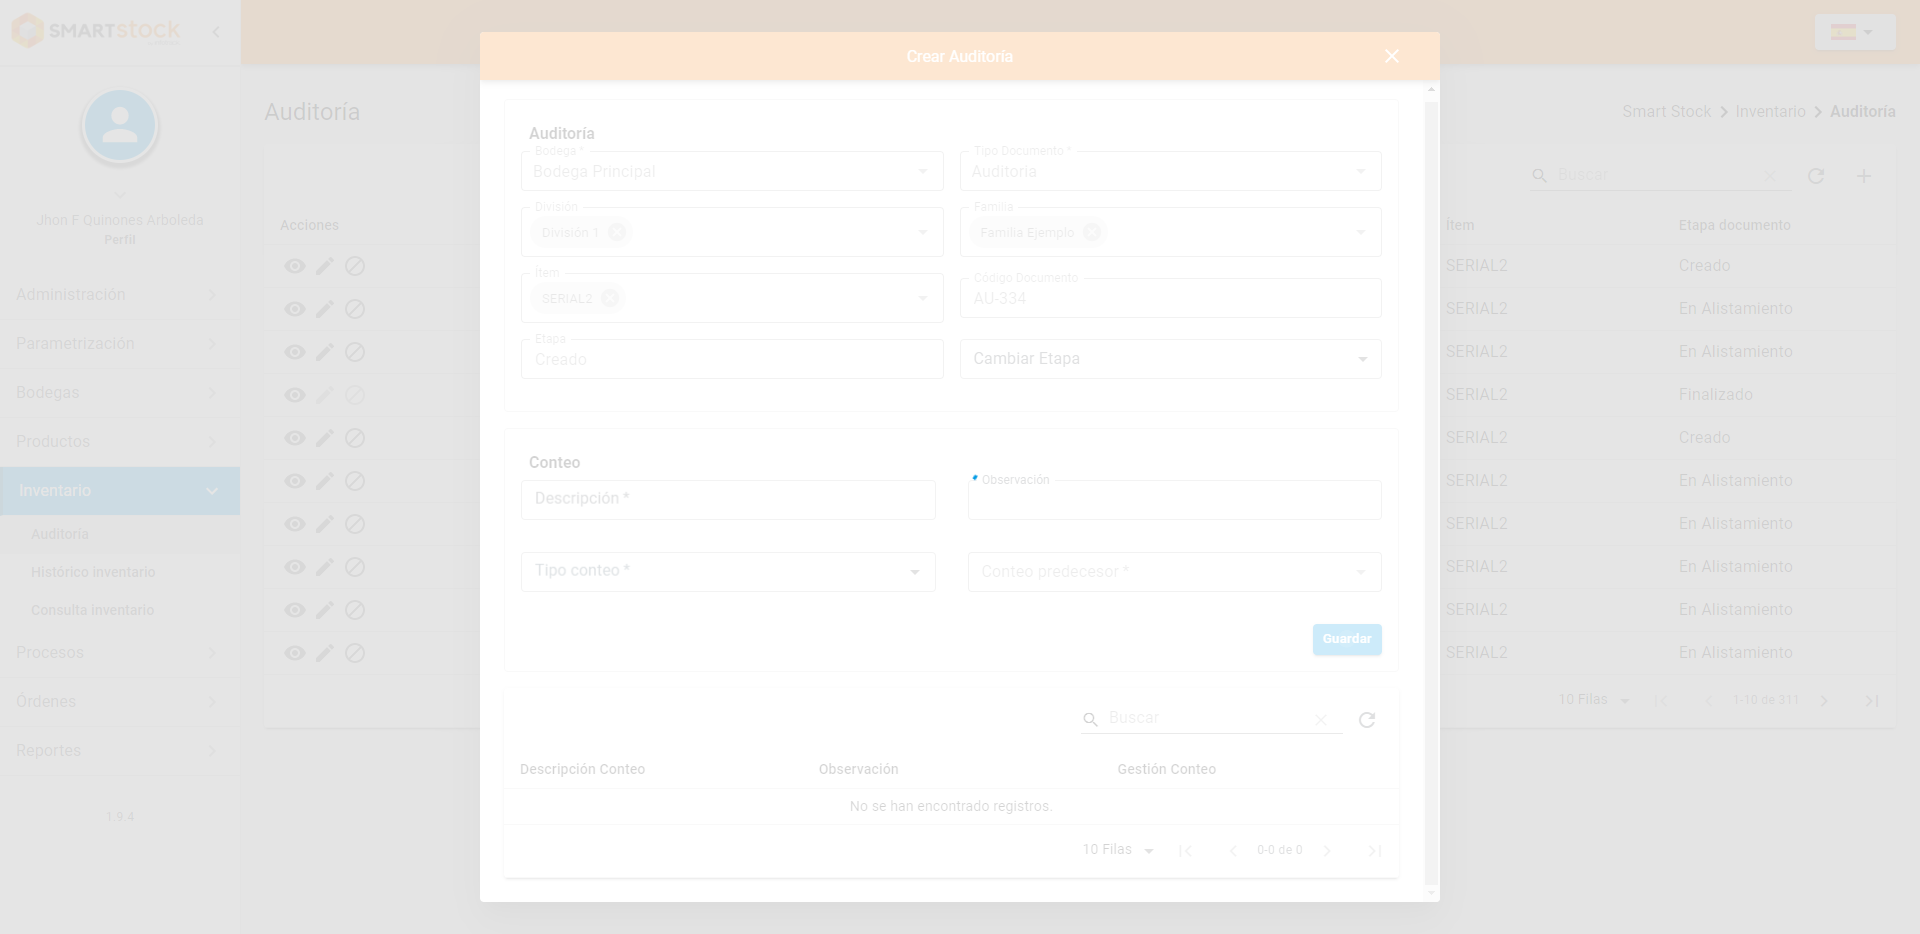 SMARTstock
Jhon F Quinones Arboleda
Perfil
Administración
Parametrización
Bodegas
Productos
Inventario
Auditoría
Histórico inventario
Consulta inventario
Procesos
Órdenes
Reportes
1.9.4
Auditoría
Smart Stock > Inventario > Auditoría
Buscar
Acciones
Ítem
Etapa documento
SERIAL2 Creado
SERIAL2 En Alistamiento
SERIAL2 En Alistamiento
SERIAL2 Finalizado
SERIAL2 Creado
SERIAL2 En Alistamiento
SERIAL2 En Alistamiento
SERIAL2 En Alistamiento
SERIAL2 En Alistamiento
SERIAL2 En Alistamiento
10 Filas
1-10 de 311
Crear Auditoría
Auditoría
Bodega *
Bodega Principal
Tipo Documento *
Auditoria
División
División 1
Familia
Familia Ejemplo
Ítem
SERIAL2
Código Documento
AU-334
Etapa
Creado
Cambiar Etapa
Conteo
Descripción *
Observación
Tipo conteo *
Conteo predecesor *
Guardar
Buscar
Descripción Conteo
Observación
Gestión Conteo
No se han encontrado registros.
10 Filas
0-0 de 0